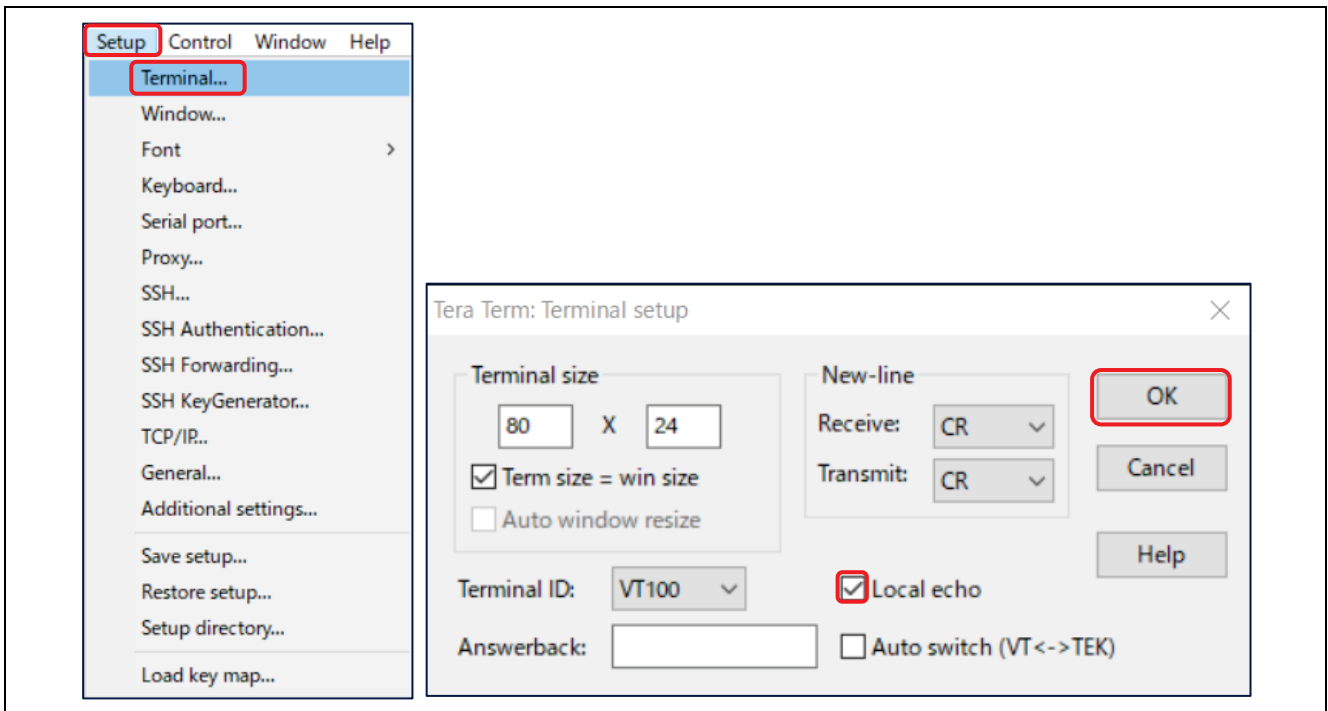 Setup Control Window Help
Terminal...
Window...
Font >
Keyboard...
Serial port...
Proxy...
SSH...
SSH Authentication...
SSH Forwarding...
SSH KeyGenerator...
TCP/IP...
General...
Additional settings...
Save setup...
Restore setup...
Setup directory...
Load key map...
Tera Term: Terminal setup
Terminal size
80 X 24
Term size = win size
Auto window resize
New-line
Receive: CR
Transmit: CR
OK
Cancel
Help
Terminal ID: VT100
Local echo
Answerback:
Auto switch (VT<->TEK)